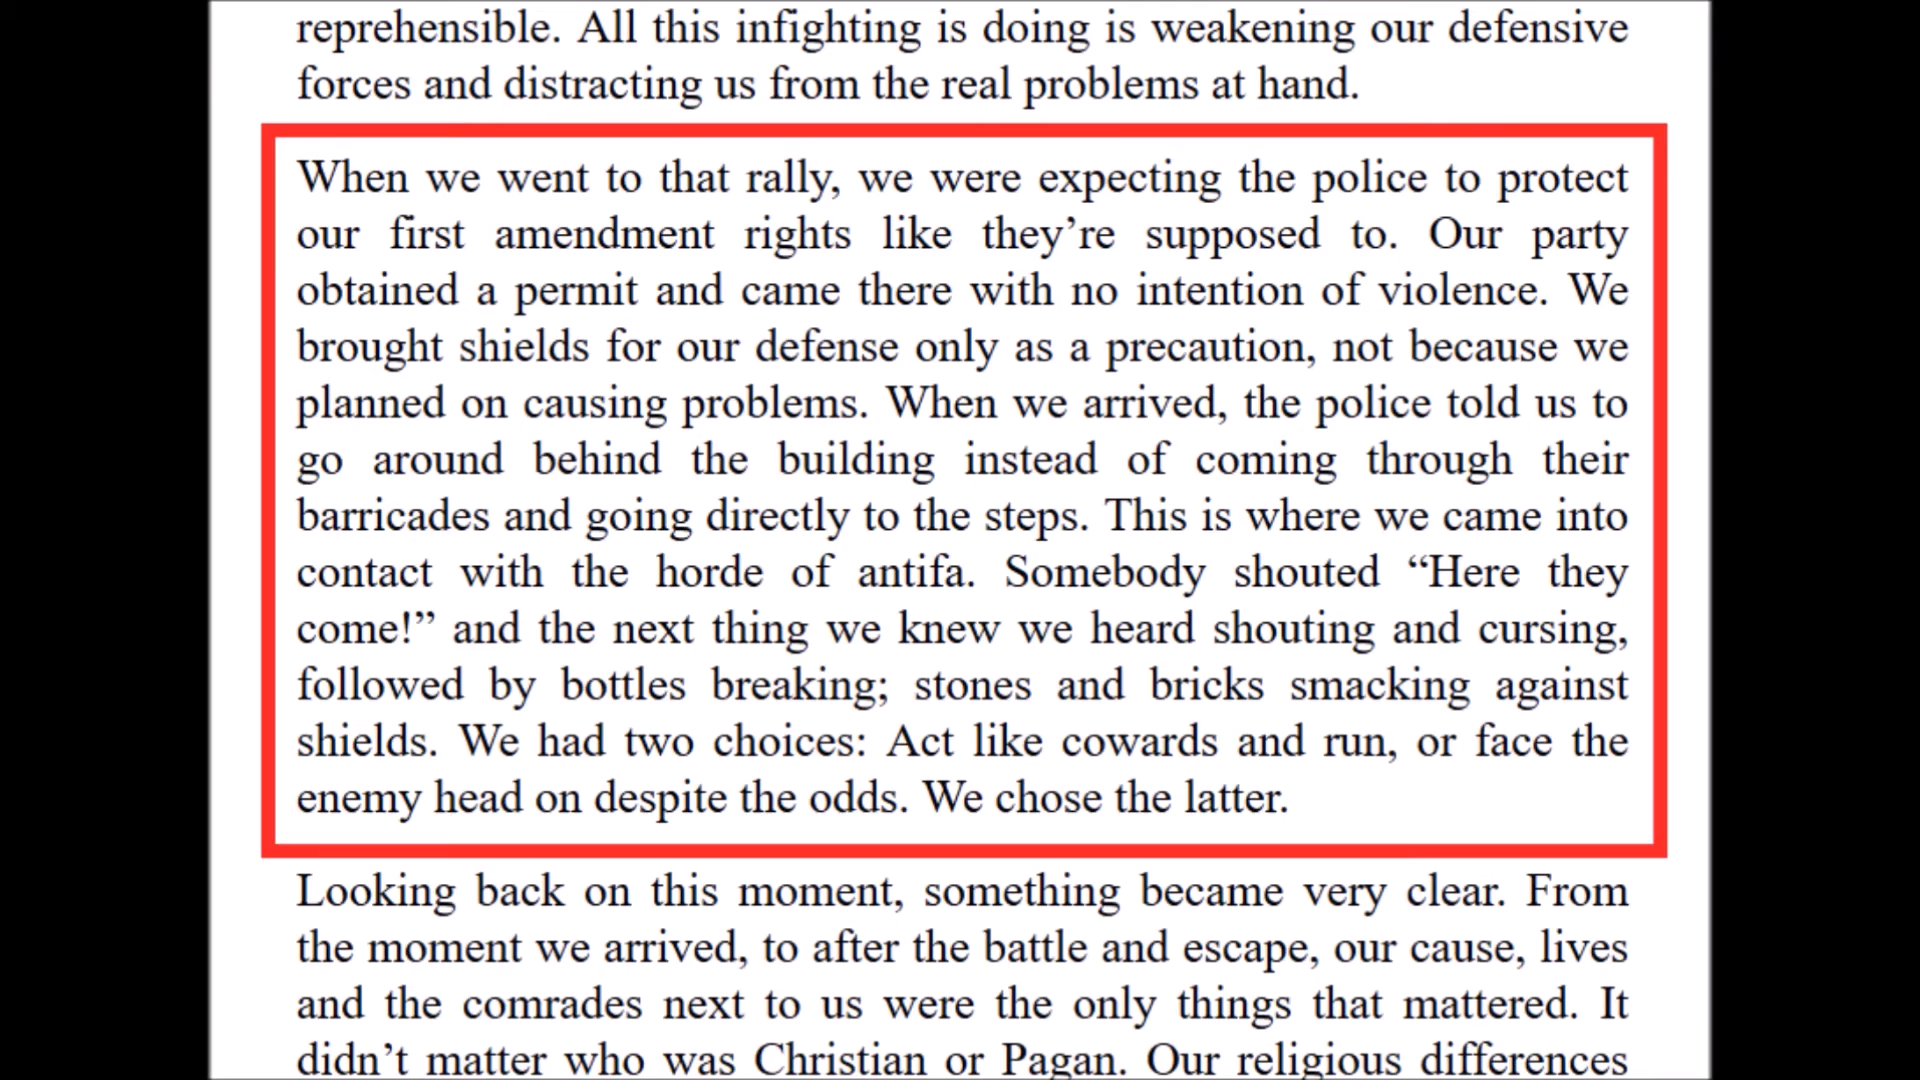 reprehensible. All this infighting is doing is weakening our defensive
forces and distracting us from the real problems at hand.
When we went to that rally, we were expecting the police to protect
our first amendment rights like they’re supposed to. Our party
obtained a permit and came there with no intention of violence. We
brought shields for our defense only as a precaution, not because we
planned on causing problems. When we arrived, the police told us to
go around behind the building instead of coming through their
barricades and going directly to the steps. This is where we came into
contact with the horde of antifa. Somebody shouted “Here they
come!” and the next thing we knew we heard shouting and cursing,
followed by bottles breaking; stones and bricks smacking against
shields. We had two choices: Act like cowards and run, or face the
enemy head on despite the odds. We chose the latter.
Looking back on this moment, something became very clear. From
the moment we arrived, to after the battle and escape, our cause, lives
and the comrades next to us were the only things that mattered. It
didn’t matter who was Christian or Pagan. Our religious differences